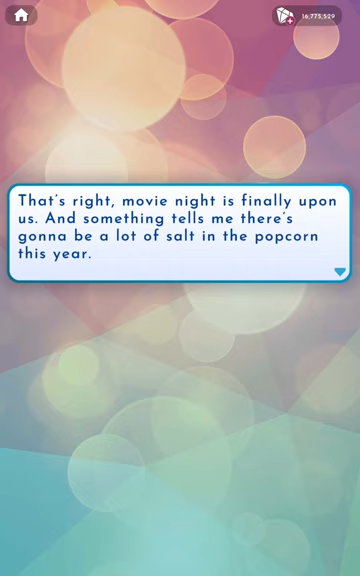 16,775,529
That's right, movie night is finally upon
us. And something tells me there's
gonna be a lot of salt in the popcorn
this year.